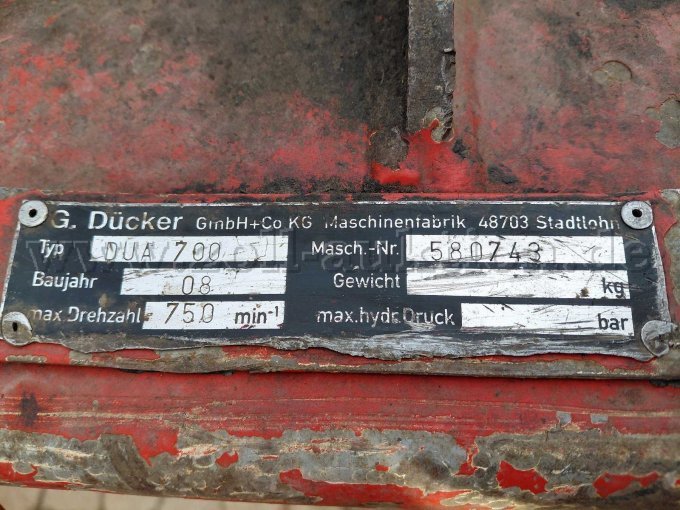 G. Dücker GmbH+Co.KG Maschinenfabrik 48703 Stadtlohn
Typ DUA 700 Masch.-Nr. 580743
Baujahr 08 Gewicht kg
max.Drehzahl 750 min-1 max.hydr.Druck bar